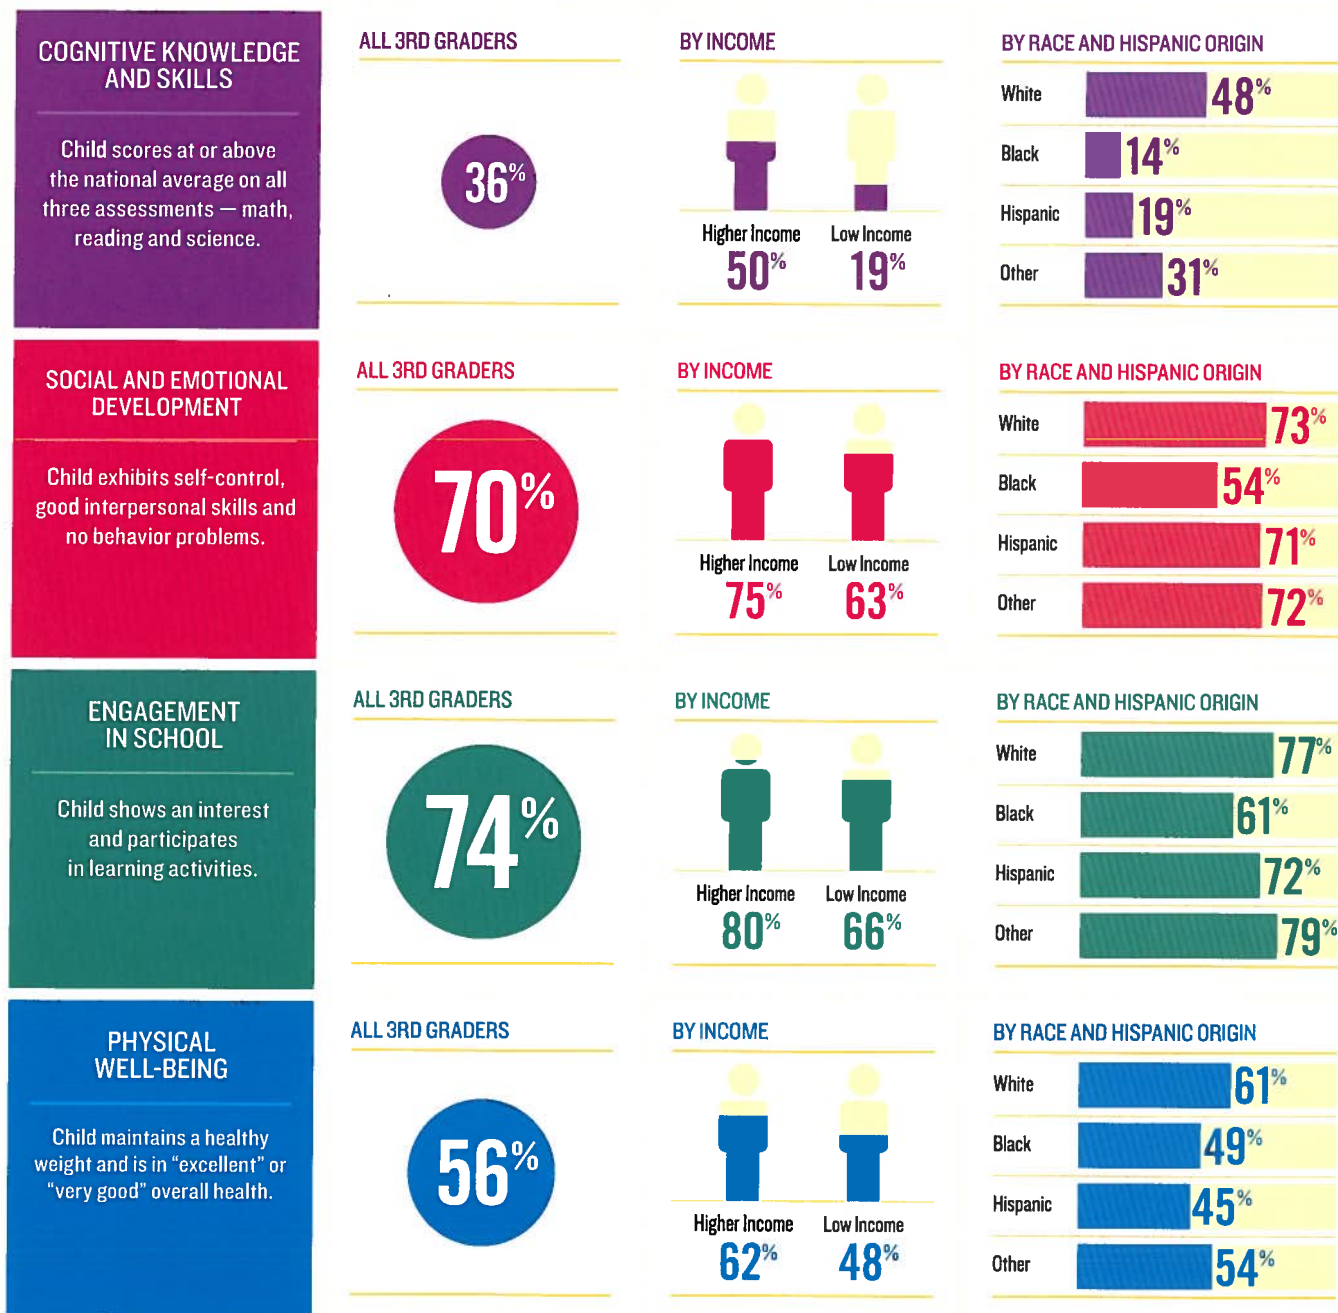 COGNITIVE KNOWLEDGE
AND SKILLS
Child scores at or above
the national average on all
three assessments — math,
reading and science.
ALL 3RD GRADERS
36%
BY INCOME
Higher Income
50%
Low Income
19%
BY RACE AND HISPANIC ORIGIN
White
48%
Black
14%
Hispanic
19%
Other
31%
SOCIAL AND EMOTIONAL
DEVELOPMENT
Child exhibits self-control,
good interpersonal skills and
no behavior problems.
ALL 3RD GRADERS
70%
BY INCOME
Higher Income
75%
Low Income
63%
BY RACE AND HISPANIC ORIGIN
White
73%
Black
54%
Hispanic
71%
Other
72%
ENGAGEMENT
IN SCHOOL
Child shows an interest
and participates
in learning activities.
ALL 3RD GRADERS
74%
BY INCOME
Higher Income
80%
Low Income
66%
BY RACE AND HISPANIC ORIGIN
White
77%
Black
61%
Hispanic
72%
Other
79%
PHYSICAL
WELL-BEING
Child maintains a healthy
weight and is in “excellent” or
“very good” overall health.
ALL 3RD GRADERS
56%
BY INCOME
Higher Income
62%
Low Income
48%
BY RACE AND HISPANIC ORIGIN
White
61%
Black
49%
Hispanic
45%
Other
54%